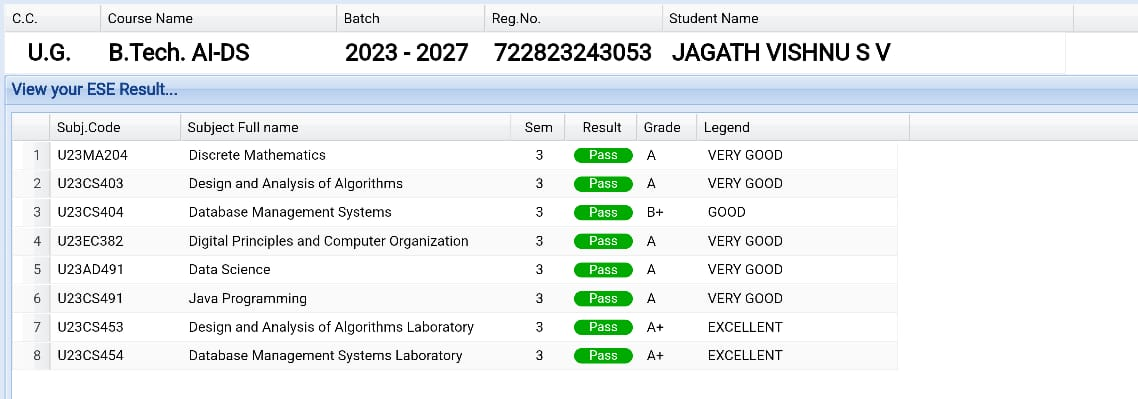 C.C. Course Name Batch Reg.No. Student Name
U.G. B.Tech. AI-DS 2023 - 2027 722823243053 JAGATH VISHNU S V
View your ESE Result...
Subj.Code Subject Full name Sem Result Grade Legend
1 U23MA204 Discrete Mathematics 3 Pass A VERY GOOD
2 U23CS403 Design and Analysis of Algorithms 3 Pass A VERY GOOD
3 U23CS404 Database Management Systems 3 Pass B+ GOOD
4 U23EC382 Digital Principles and Computer Organization 3 Pass A VERY GOOD
5 U23AD491 Data Science 3 Pass A VERY GOOD
6 U23CS491 Java Programming 3 Pass A VERY GOOD
7 U23CS453 Design and Analysis of Algorithms Laboratory 3 Pass A+ EXCELLENT
8 U23CS454 Database Management Systems Laboratory 3 Pass A+ EXCELLENT